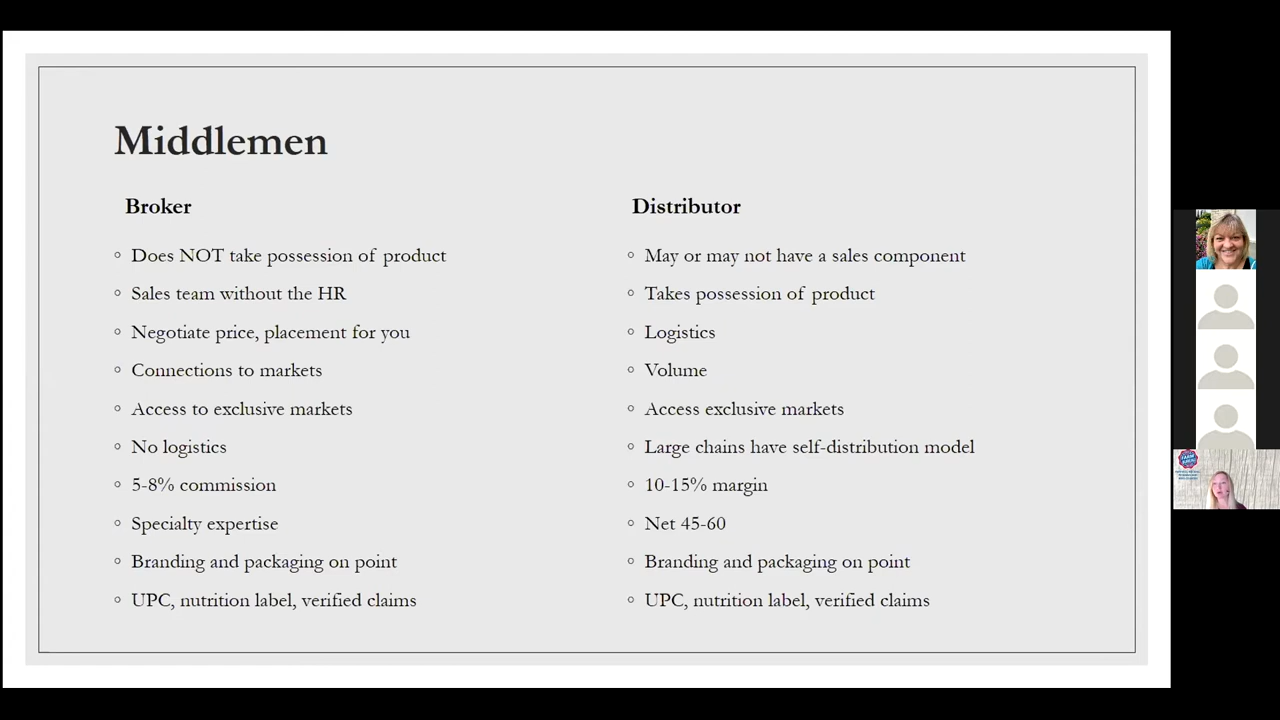 Middlemen
Broker
Does NOT take possession of product
Sales team without the HR
Negotiate price, placement for you
Connections to markets
Access to exclusive markets
No logistics
5-8% commission
Specialty expertise
Branding and packaging on point
UPC, nutrition label, verified claims
Distributor
May or may not have a sales component
Takes possession of product
Logistics
Volume
Access exclusive markets
Large chains have self-distribution model
10-15% margin
Net 45-60
Branding and packaging on point
UPC, nutrition label, verified claims